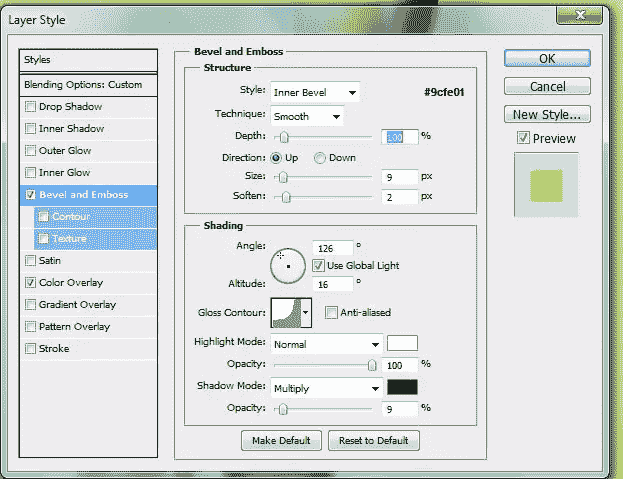 Layer Style
x
Styles
Blending Options: Custom
Drop Shadow
Inner Shadow
Outer Glow
Inner Glow
Bevel and Emboss
Contour
Texture
Satin
Color Overlay
Gradient Overlay
Pattern Overlay
Stroke
Bevel and Emboss
Structure
Style: Inner Bevel #9cfe01
Technique: Smooth
Depth: 100 %
Direction: Up Down
Size: 9 px
Soften: 2 px
Shading
Angle: 126 °
Use Global Light
Altitude: 16 °
Gloss Contour: Anti-aliased
Highlight Mode: Normal
Opacity: 100 %
Shadow Mode: Multiply
Opacity: 9 %
Make Default Reset to Default
OK
Cancel
New Style...
Preview